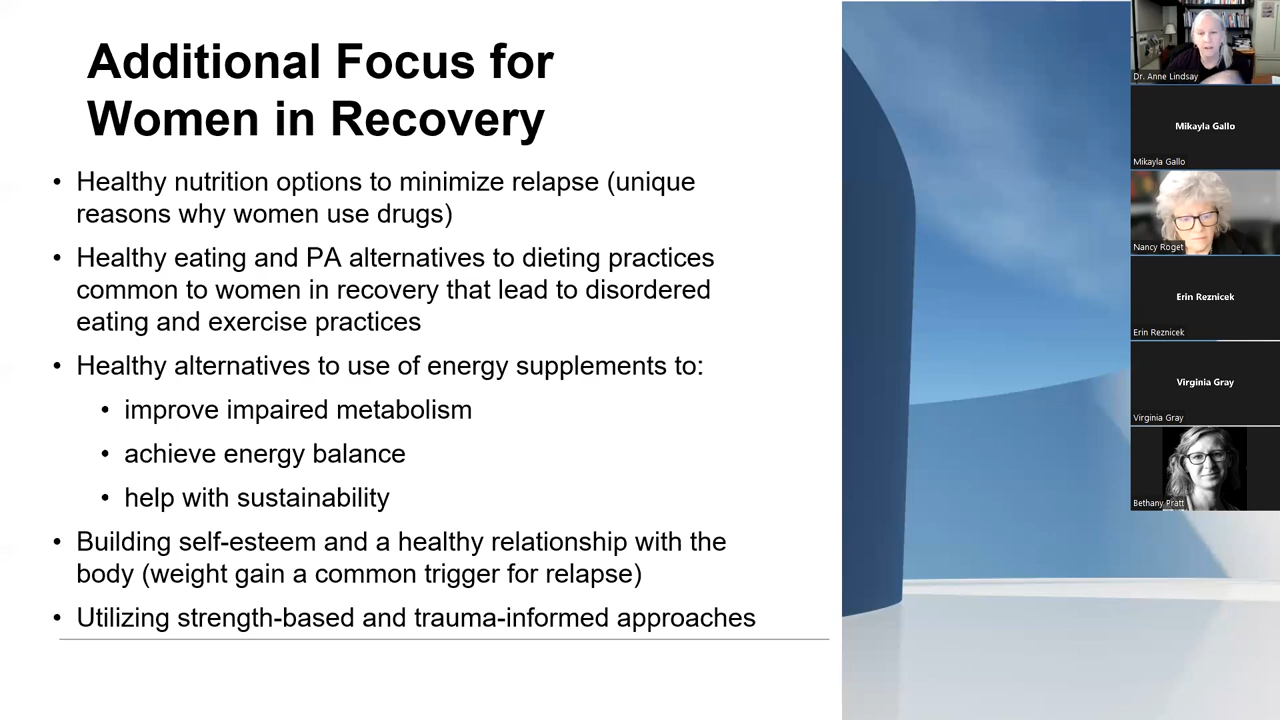 Additional Focus for
Women in Recovery
• Healthy nutrition options to minimize relapse (unique
reasons why women use drugs)
• Healthy eating and PA alternatives to dieting practices
common to women in recovery that lead to disordered
eating and exercise practices
• Healthy alternatives to use of energy supplements to:
• improve impaired metabolism
• achieve energy balance
• help with sustainability
• Building self-esteem and a healthy relationship with the
body (weight gain a common trigger for relapse)
• Utilizing strength-based and trauma-informed approaches
Dr. Anne Lindsay
Mikayla Gallo
Mikayla Gallo
Nancy Roget
Erin Reznicek
Erin Reznicek
Virginia Gray
Virginia Gray
Bethany Pratt